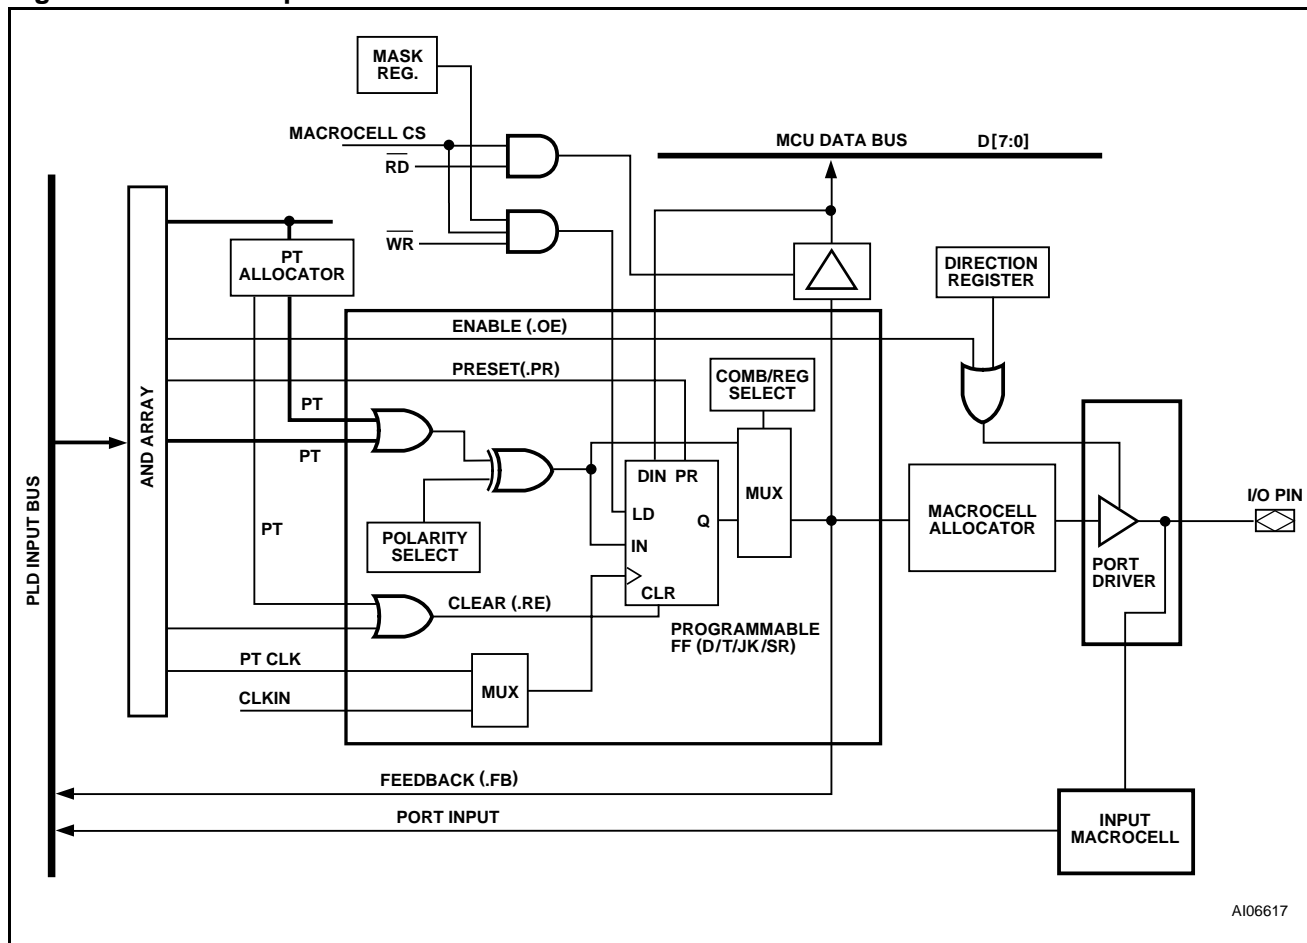 MASK
REG.
MACROCELL CS
RD
WR
MCU DATA BUS D[7:0]
PT
ALLOCATOR
DIRECTION
REGISTER
ENABLE (.OE)
PRESET(.PR)
COMB/REG
SELECT
PT
PT
PT
POLARITY
SELECT
DIN PR
LD
IN
Q
CLR
MUX
MACROCELL
ALLOCATOR
PORT
DRIVER
I/O PIN
PLD INPUT BUS
AND ARRAY
CLEAR (.RE)
PROGRAMMABLE
FF (D/T/JK/SR)
PT CLK
MUX
CLKIN
FEEDBACK (.FB)
PORT INPUT
INPUT
MACROCELL
AI06617